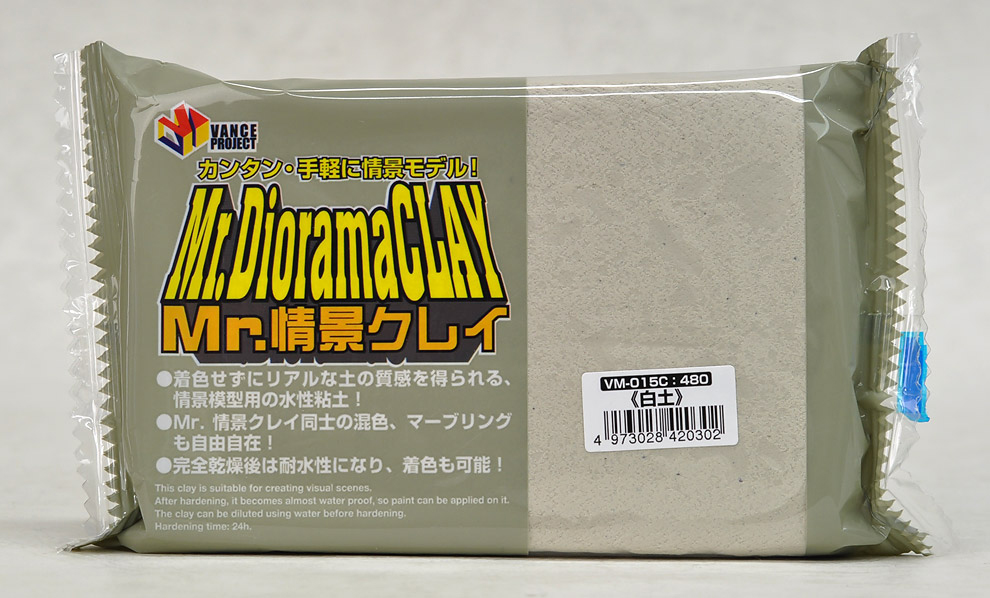 VANCE
PROJECT
カンタン・手軽に情景モデル!
Mr.DioramaCLAY
Mr.情景クレイ
●着色せずにリアルな土の質感を得られる、
情景模型用の水性粘土!
●Mr. 情景クレイ同士の混色、マーブリング
も自由自在!
●完全乾燥後は耐水性になり、着色も可能!
This clay is suitable for creating visual scenes.
After hardening, it becomes almost water proof, so paint can be applied on it.
The clay can be diluted using water before hardening.
Hardening time: 24h.
VM-015C:480
《白土》
4 973028 420302